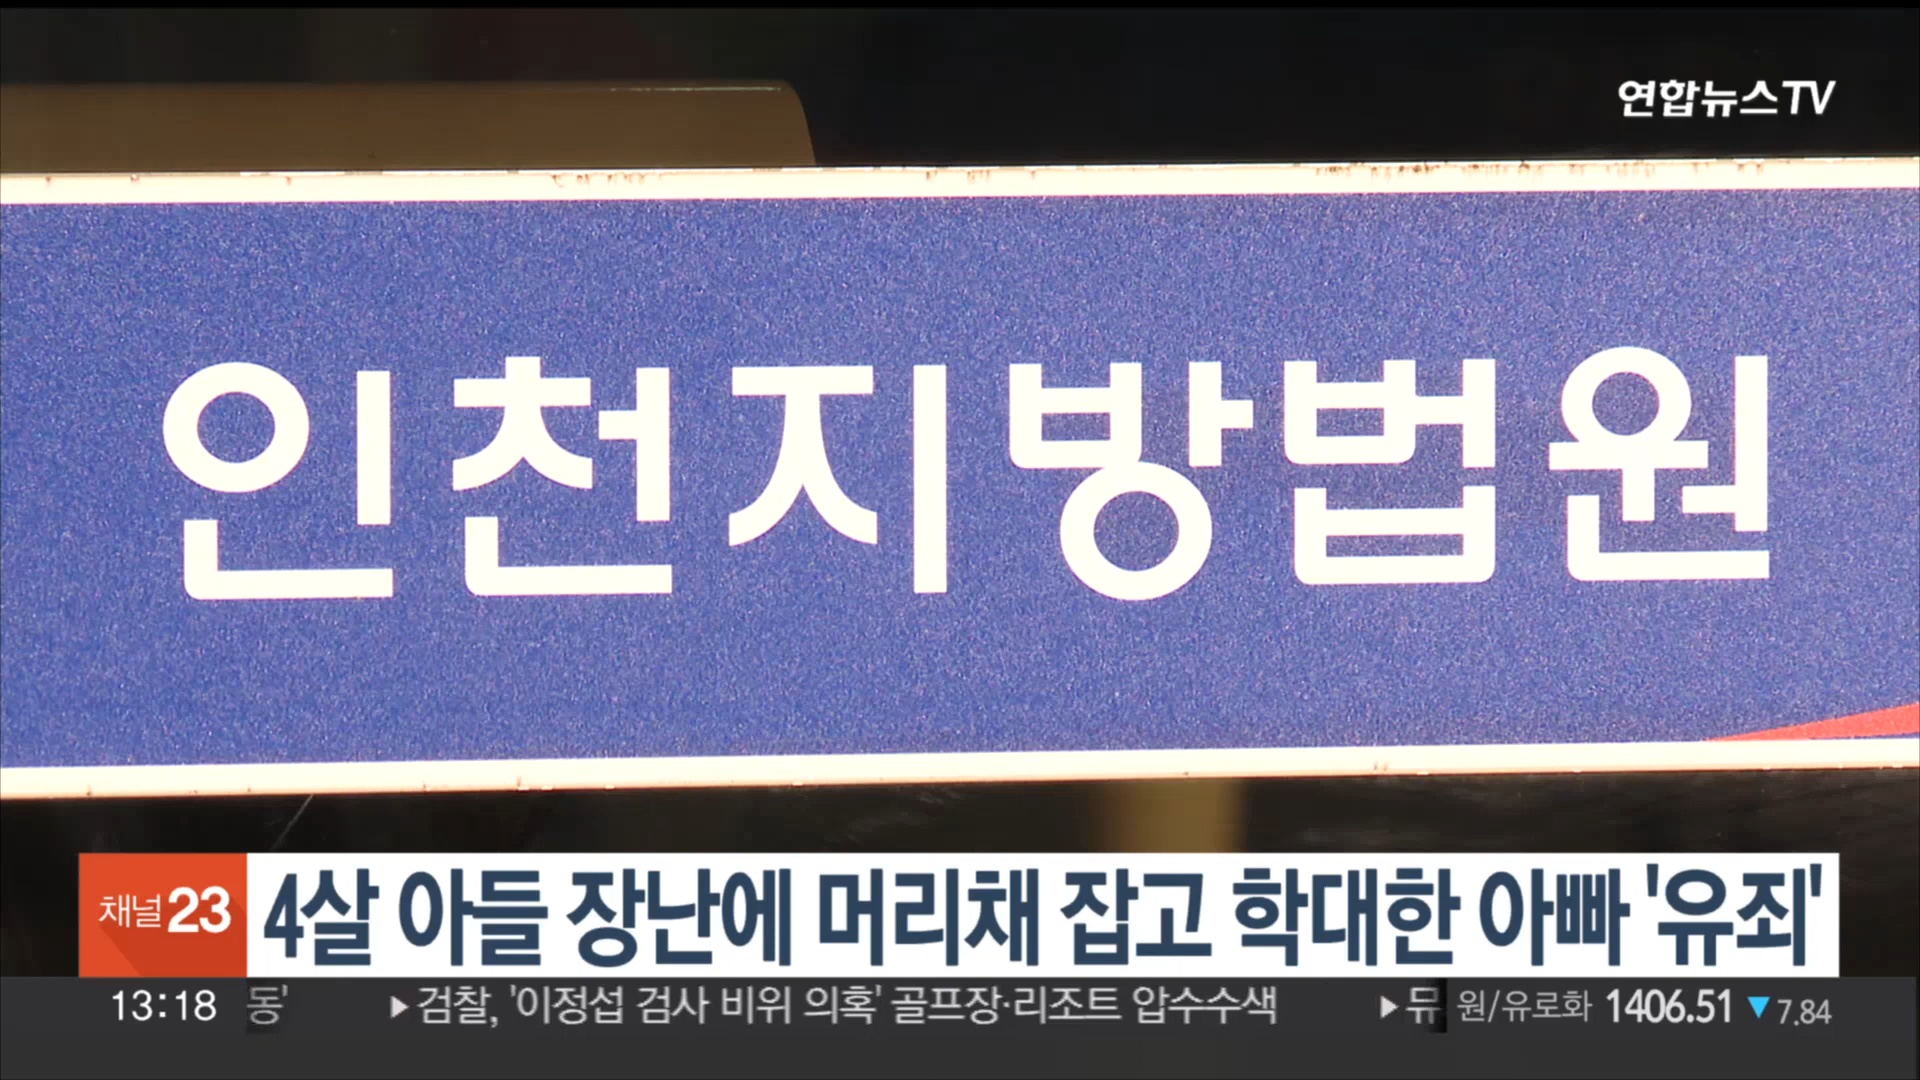 연합뉴스TV
인천지방법원
채널23
4살 아들 장난에 머리채 잡고 학대한 아빠 '유죄'
13:18
동' ▶검찰, '이정섭 검사 비위 의혹' 골프장·리조트 압수수색 ▶뮤
원/유로화 1406.51 ▼7.84